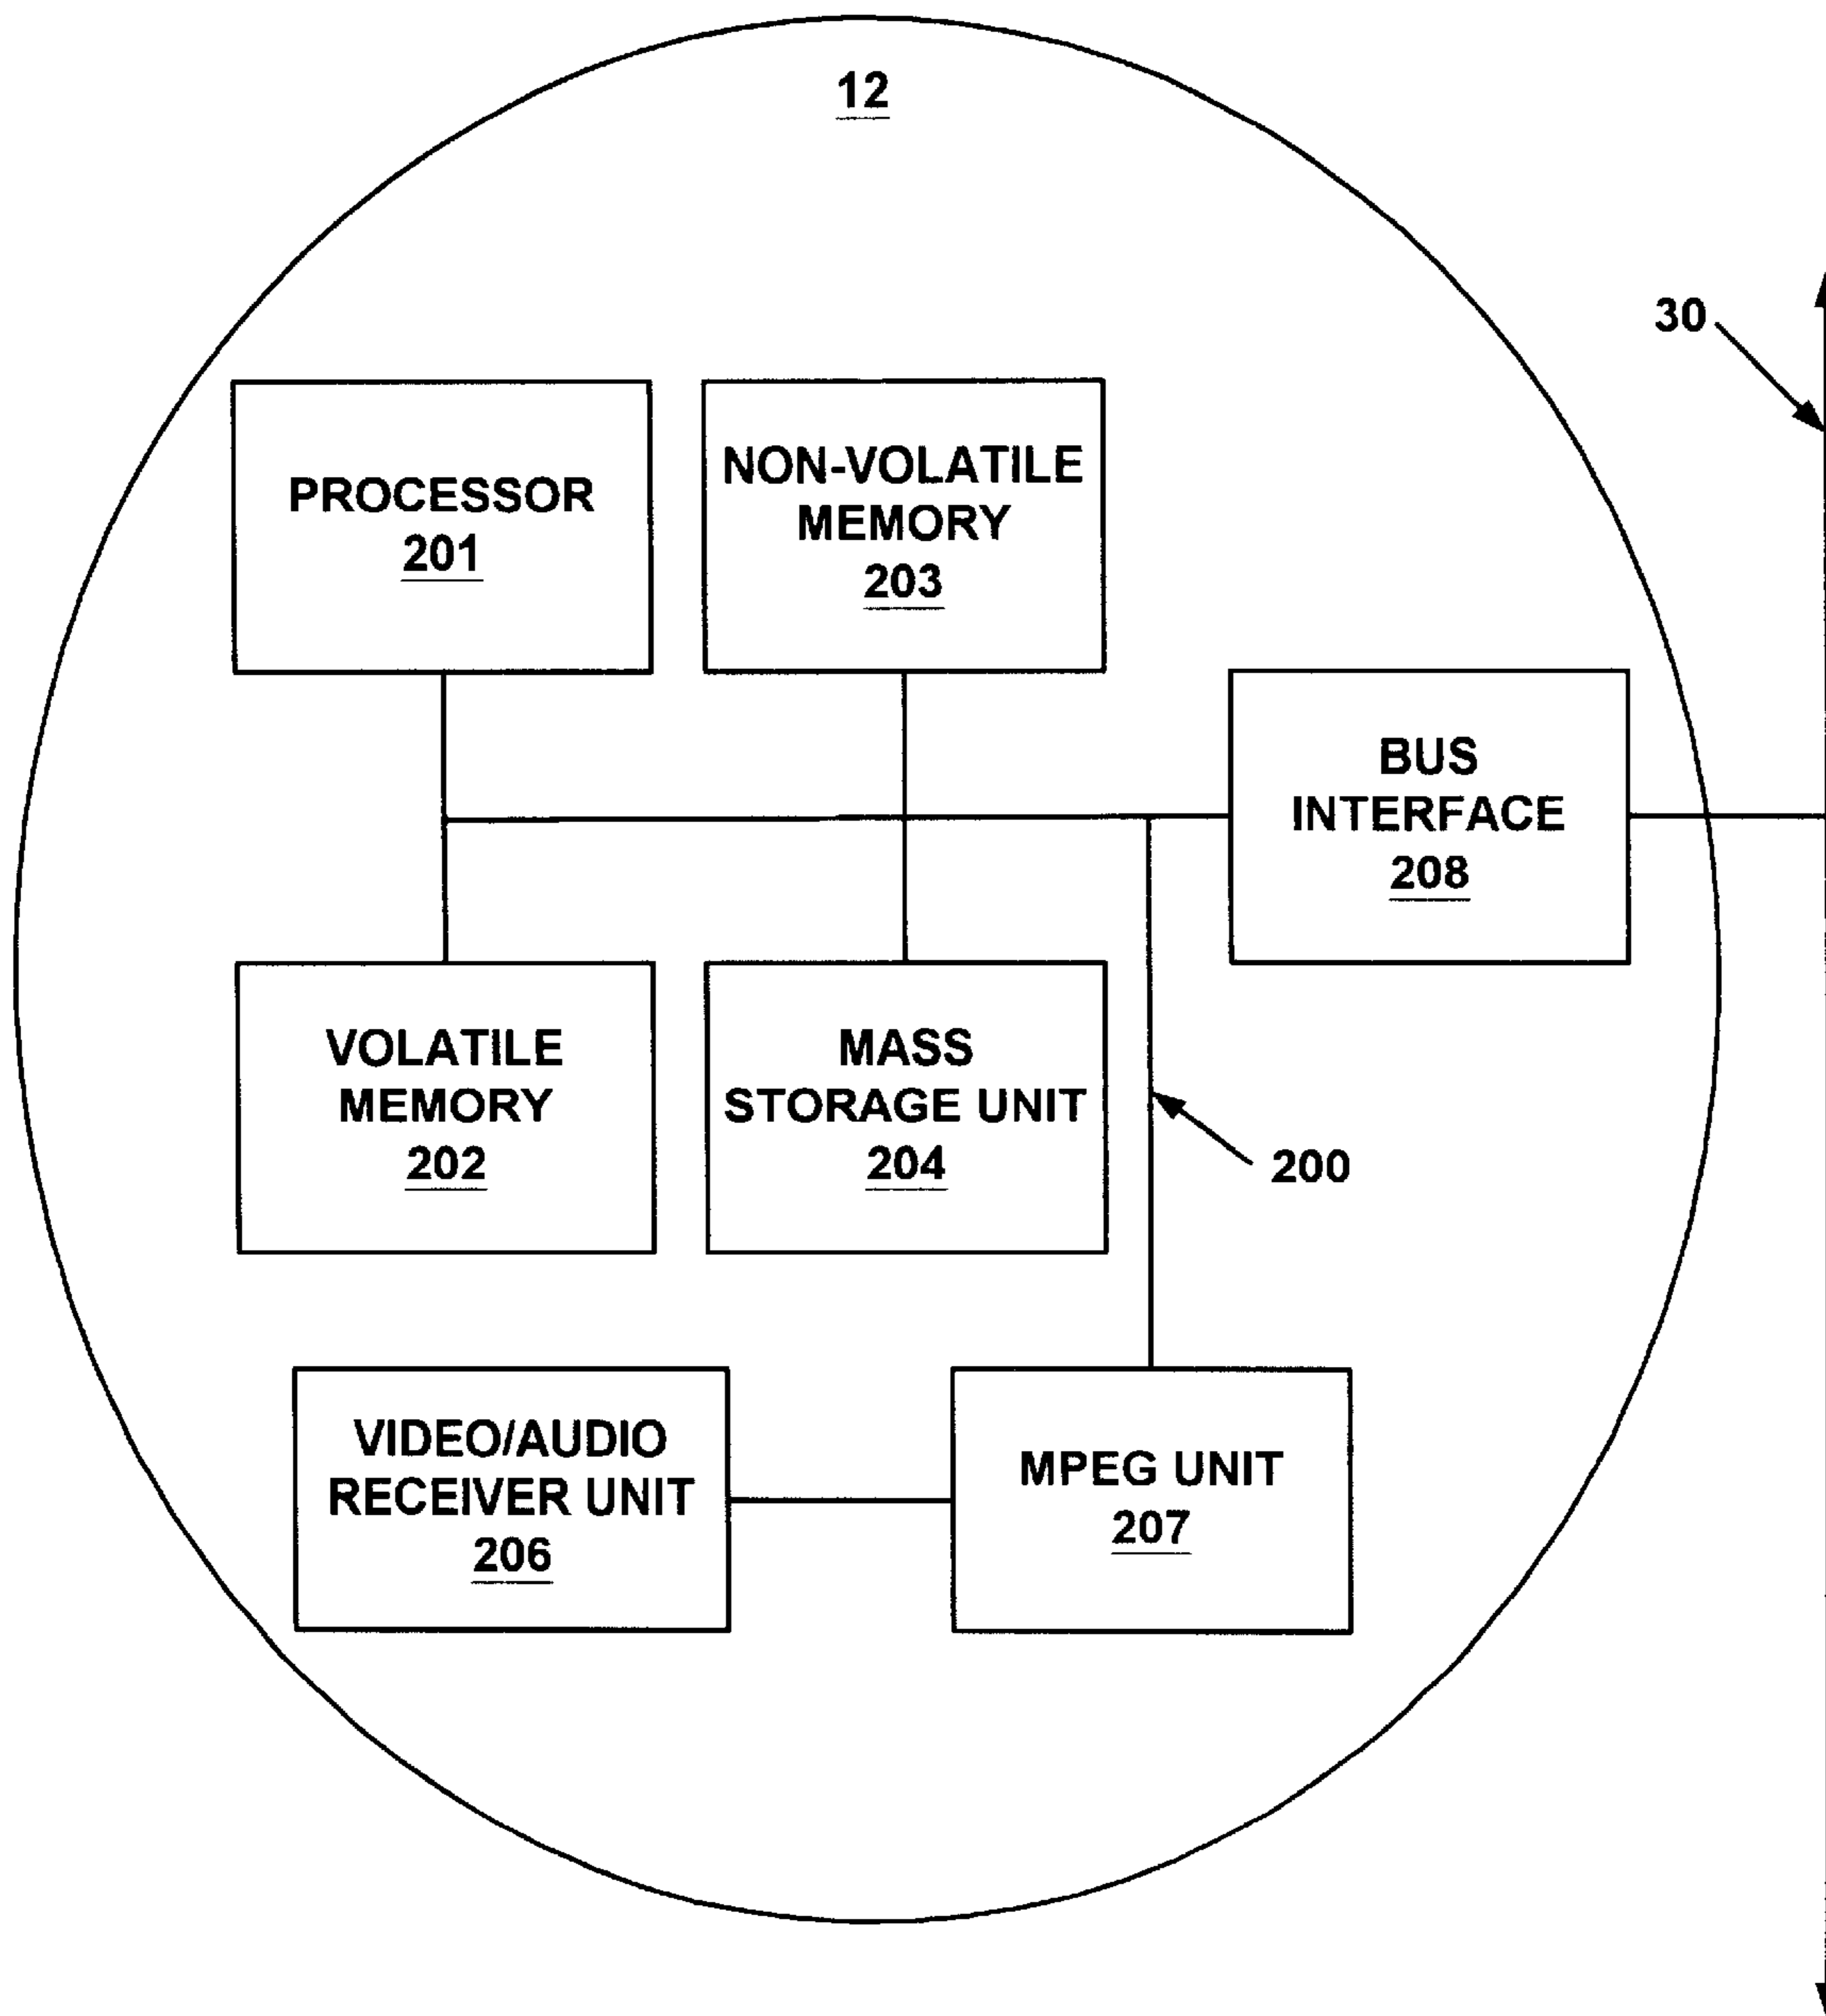 12
30
PROCESSOR
201
NON-VOLATILE
MEMORY
203
BUS
INTERFACE
208
VOLATILE
MEMORY
202
MASS
STORAGE UNIT
204
200
VIDEO/AUDIO
RECEIVER UNIT
206
MPEG UNIT
207